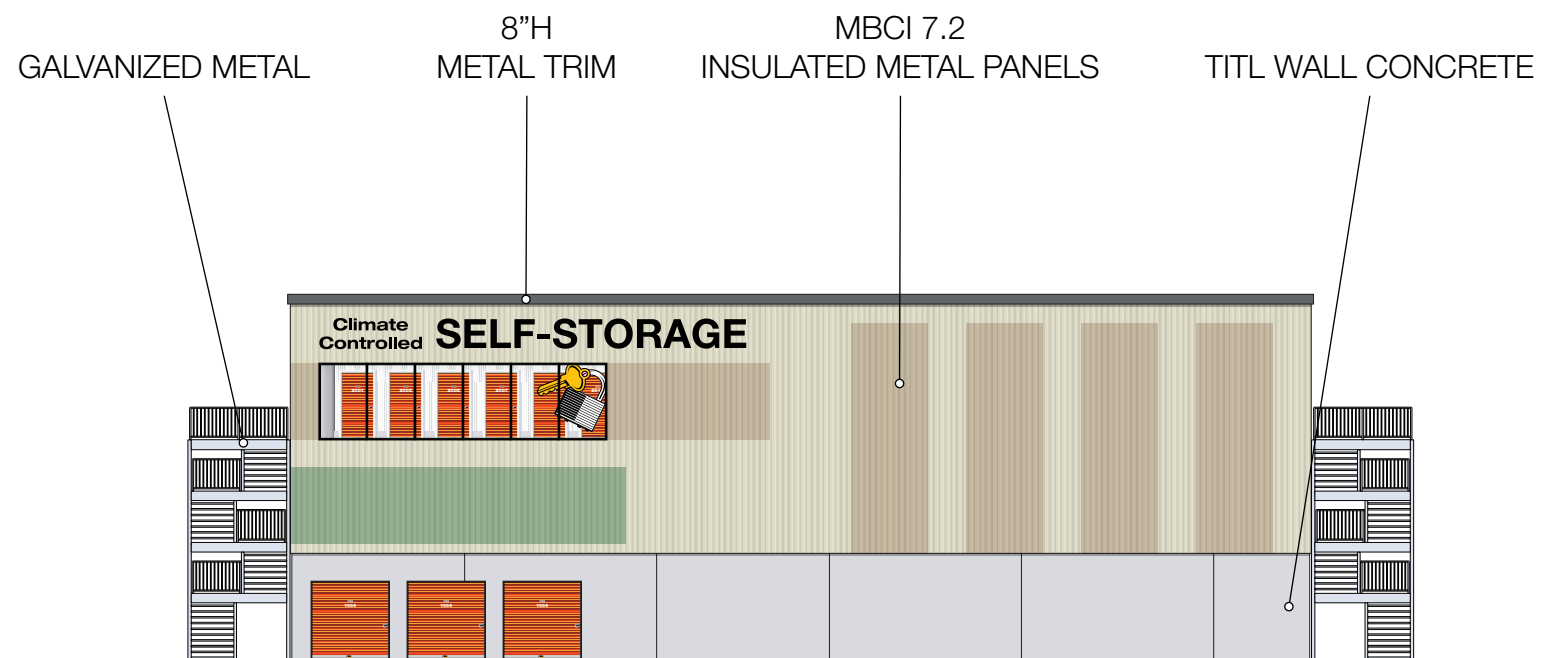 8”H
MBCI 7.2
GALVANIZED METAL
METAL TRIM
INSULATED METAL PANELS
TITL WALL CONCRETE
Climate
Controlled
SELF-STORAGE